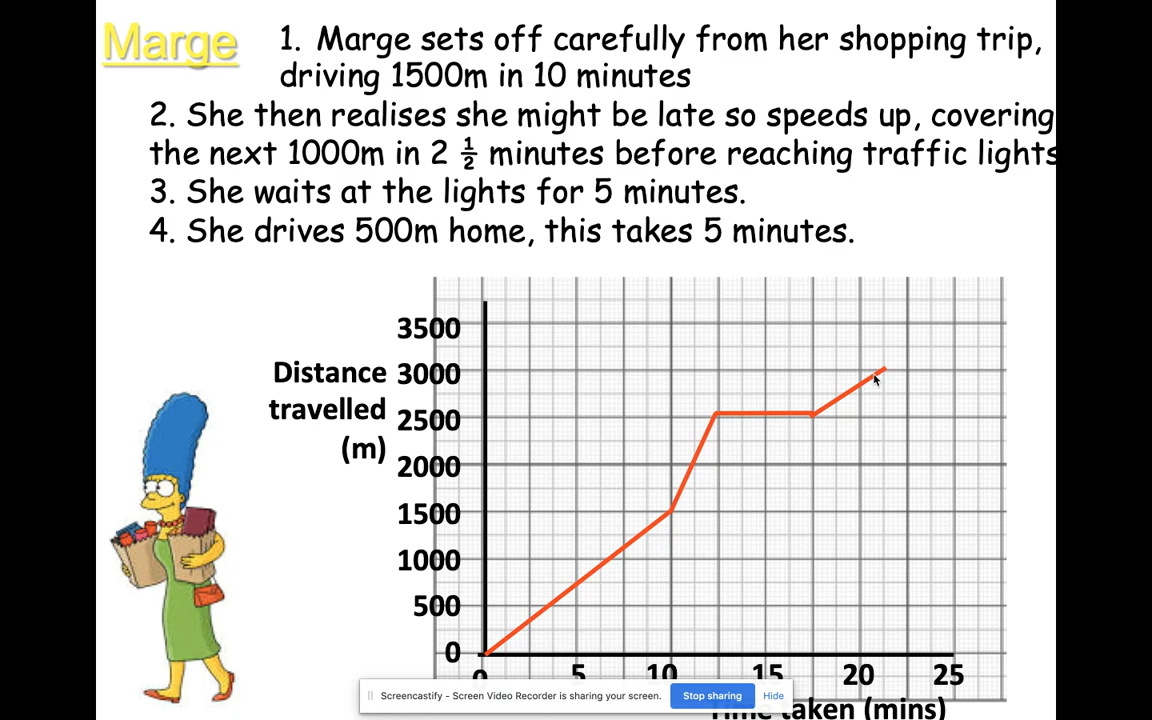 Marge
1. Marge sets off carefully from her shopping trip,
driving 1500m in 10 minutes
2. She then realises she might be late so speeds up, covering
the next 1000m in 2 ½ minutes before reaching traffic lights
3. She waits at the lights for 5 minutes.
4. She drives 500m home, this takes 5 minutes.
Distance
travelled
(m)
3500
3000
2500
2000
1500
1000
500
0
0 5 10 15 20 25
Time taken (mins)
Screencastify - Screen Video Recorder is sharing your screen. Stop sharing Hide